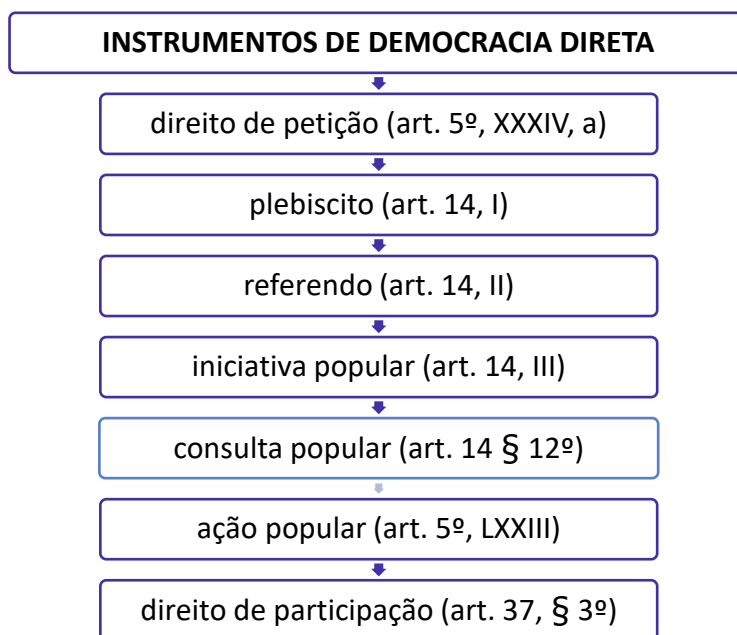 INSTRUMENTOS DE DEMOCRACIA DIRETA
direito de petição (art. 5º, XXXIV, a)
plebiscito (art. 14, I)
referendo (art. 14, II)
iniciativa popular (art. 14, III)
consulta popular (art. 14 § 12º)
ação popular (art. 5º, LXXIII)
direito de participação (art. 37, § 3º)